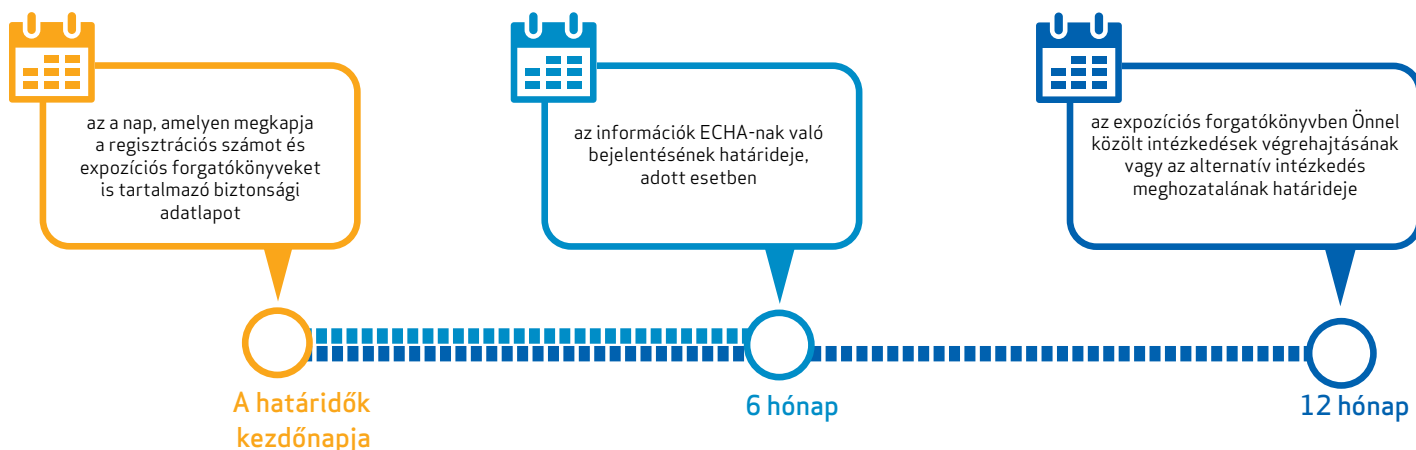 az a nap, amelyen megkapja
a regisztrációs számot és
expozíciós forgatókönyveket
is tartalmazó biztonsági
adatlapot
az információk ECHA-nak való
bejelentésének határideje,
adott esetben
az expozíciós forgatókönyvben Önnel
közölt intézkedések végrehajtásának
vagy az alternatív intézkedés
meghozatalának határideje
A határidők
kezdőnapja
6 hónap
12 hónap